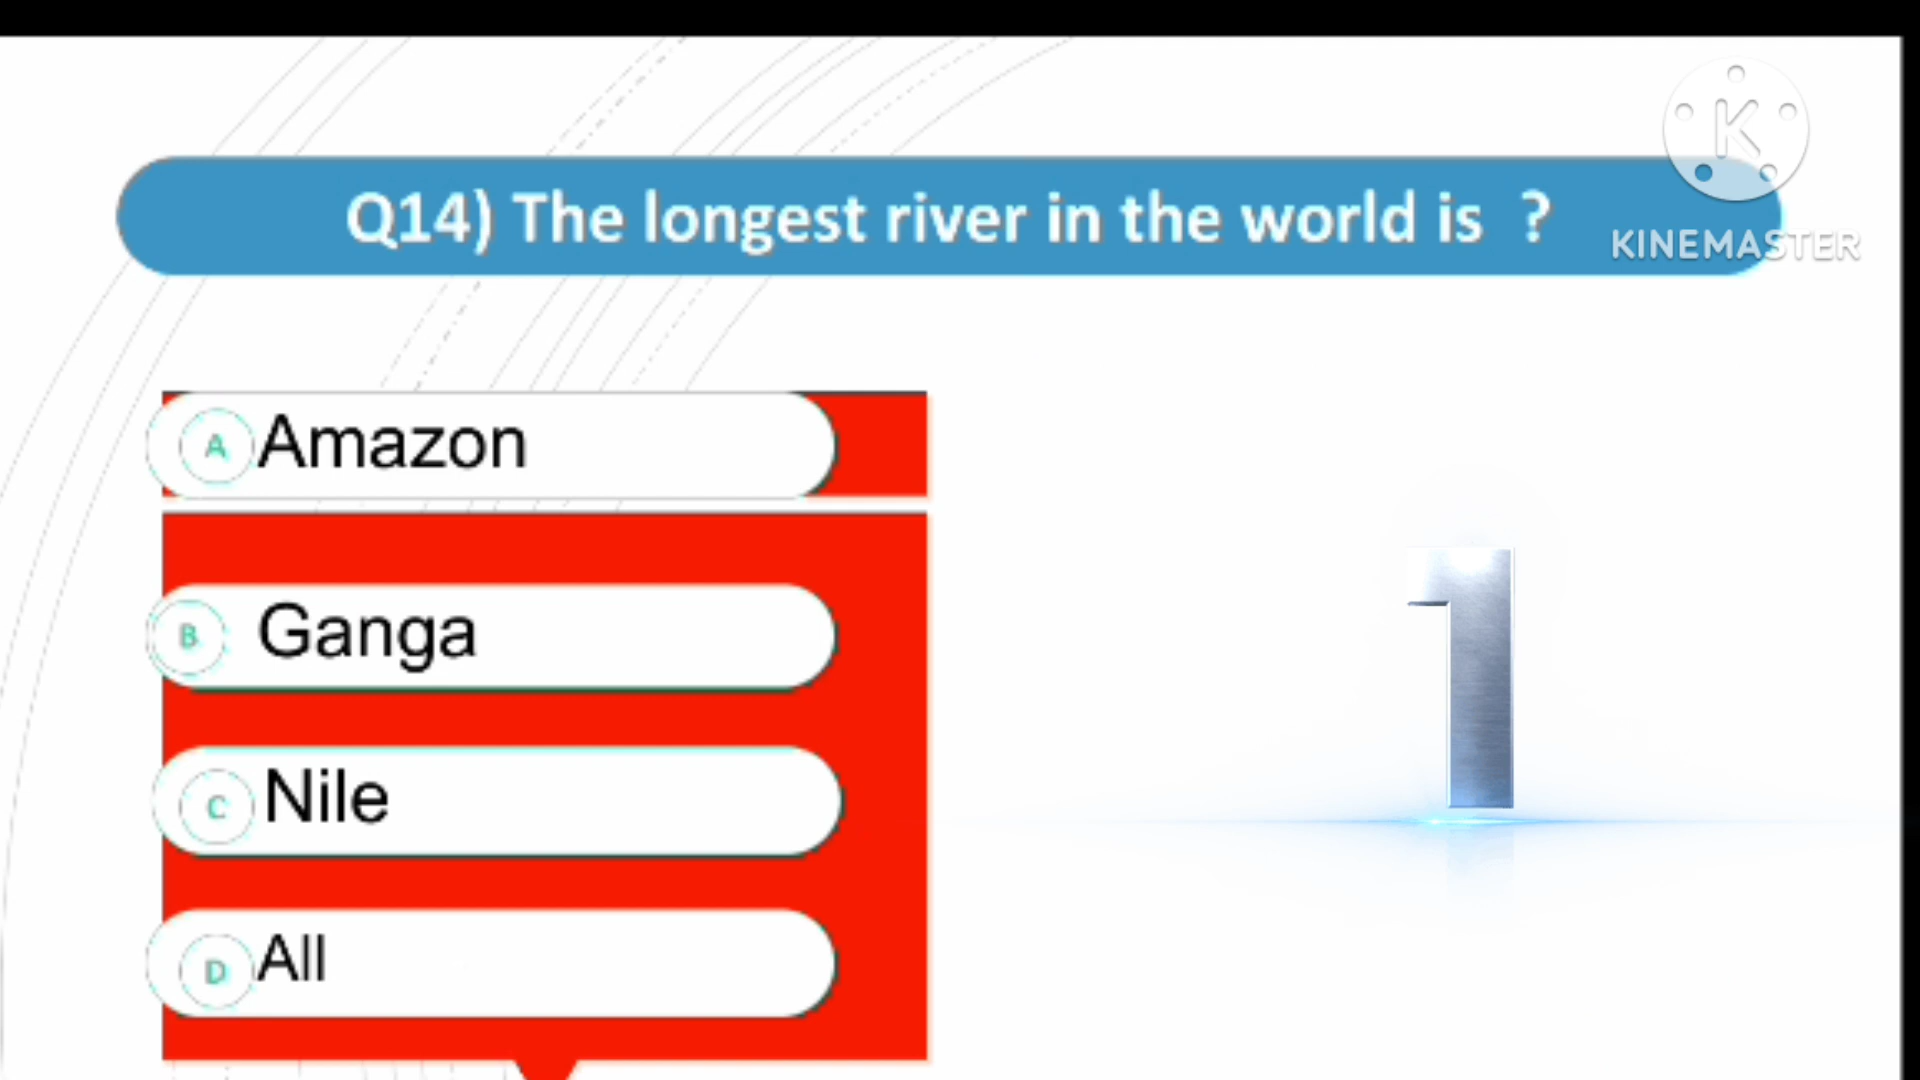 K
KINEMASTER
Q14) The longest river in the world is ?
A Amazon
B Ganga
C Nile
D All
1